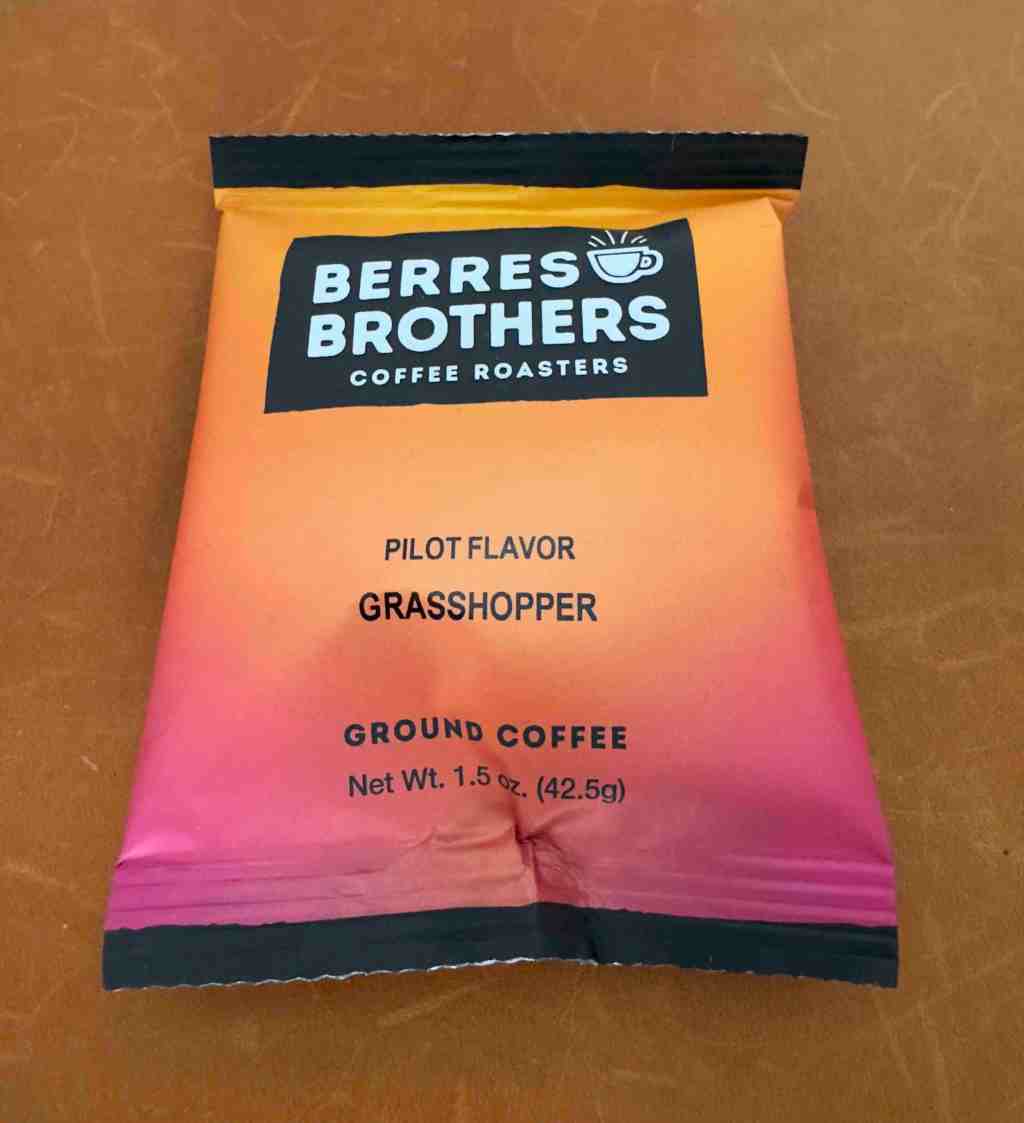 BERRES
BROTHERS
COFFEE ROASTERS
PILOT FLAVOR
GRASSHOPPER
GROUND COFFEE
Net Wt. 1.5 oz. (42.5g)